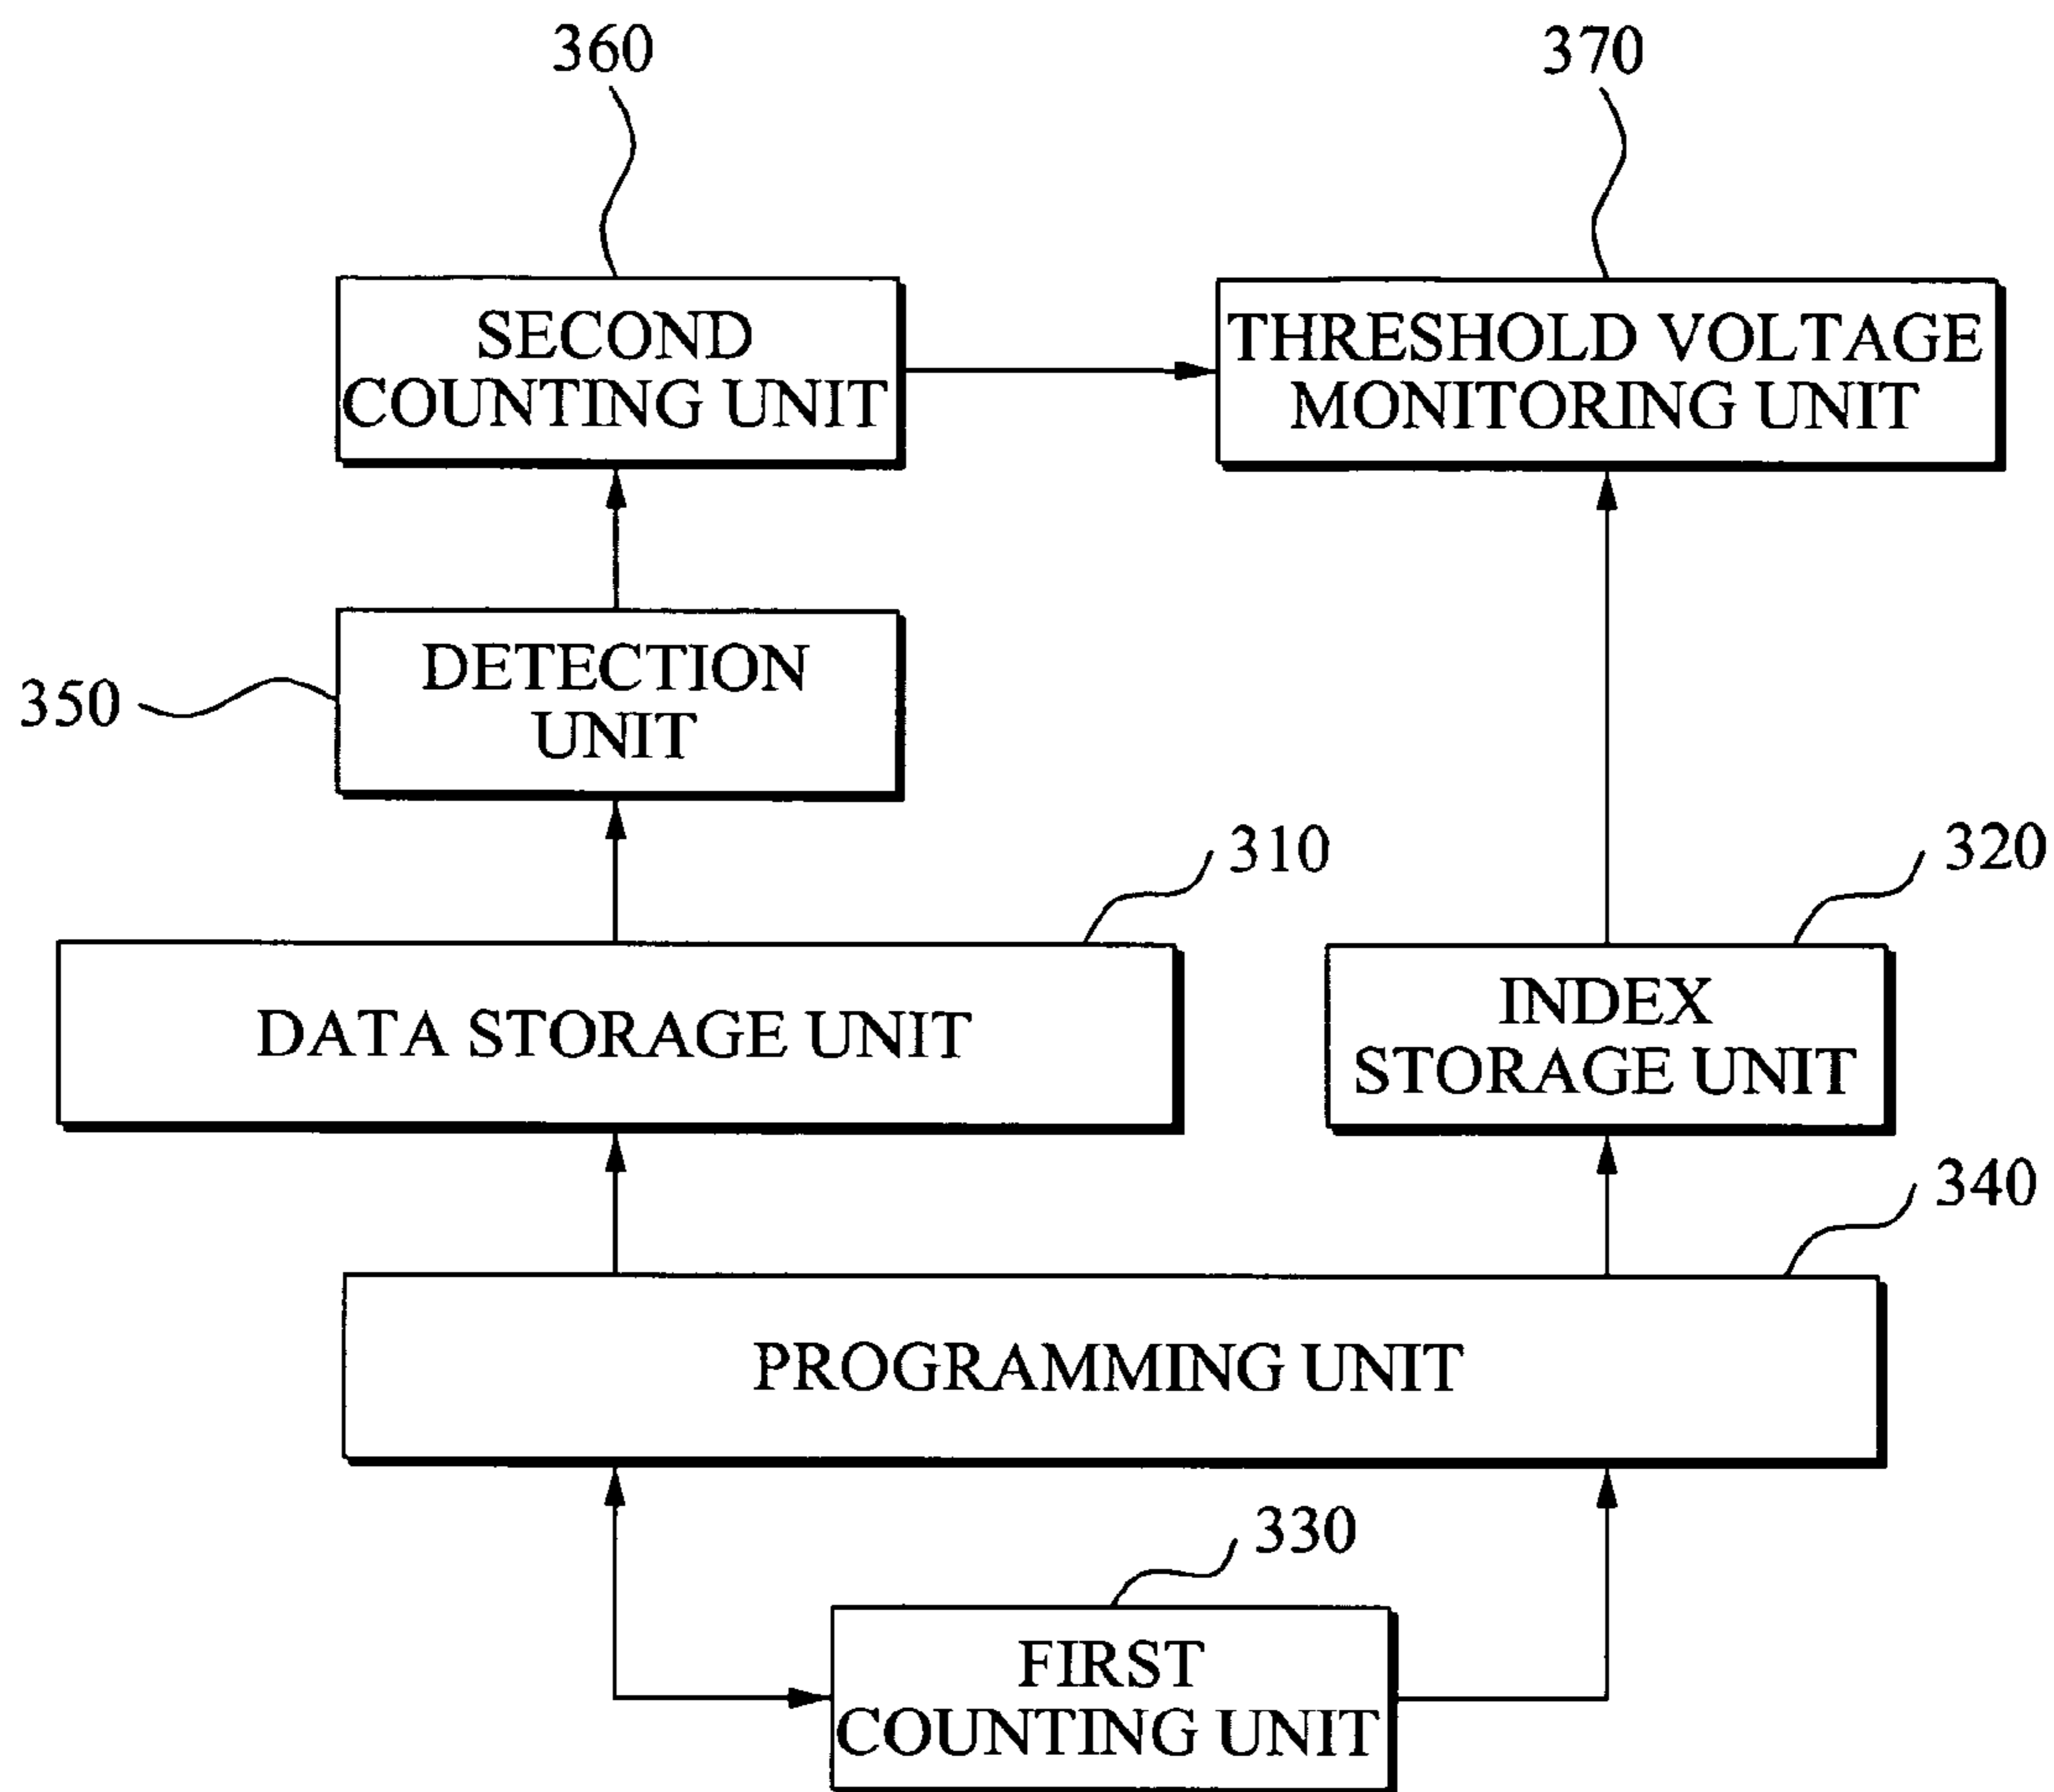 360
370
SECOND
COUNTING UNIT
THRESHOLD VOLTAGE
MONITORING UNIT
DETECTION
UNIT
350
310
320
DATA STORAGE UNIT
INDEX
STORAGE UNIT
340
PROGRAMMING UNIT
330
FIRST
COUNTING UNIT